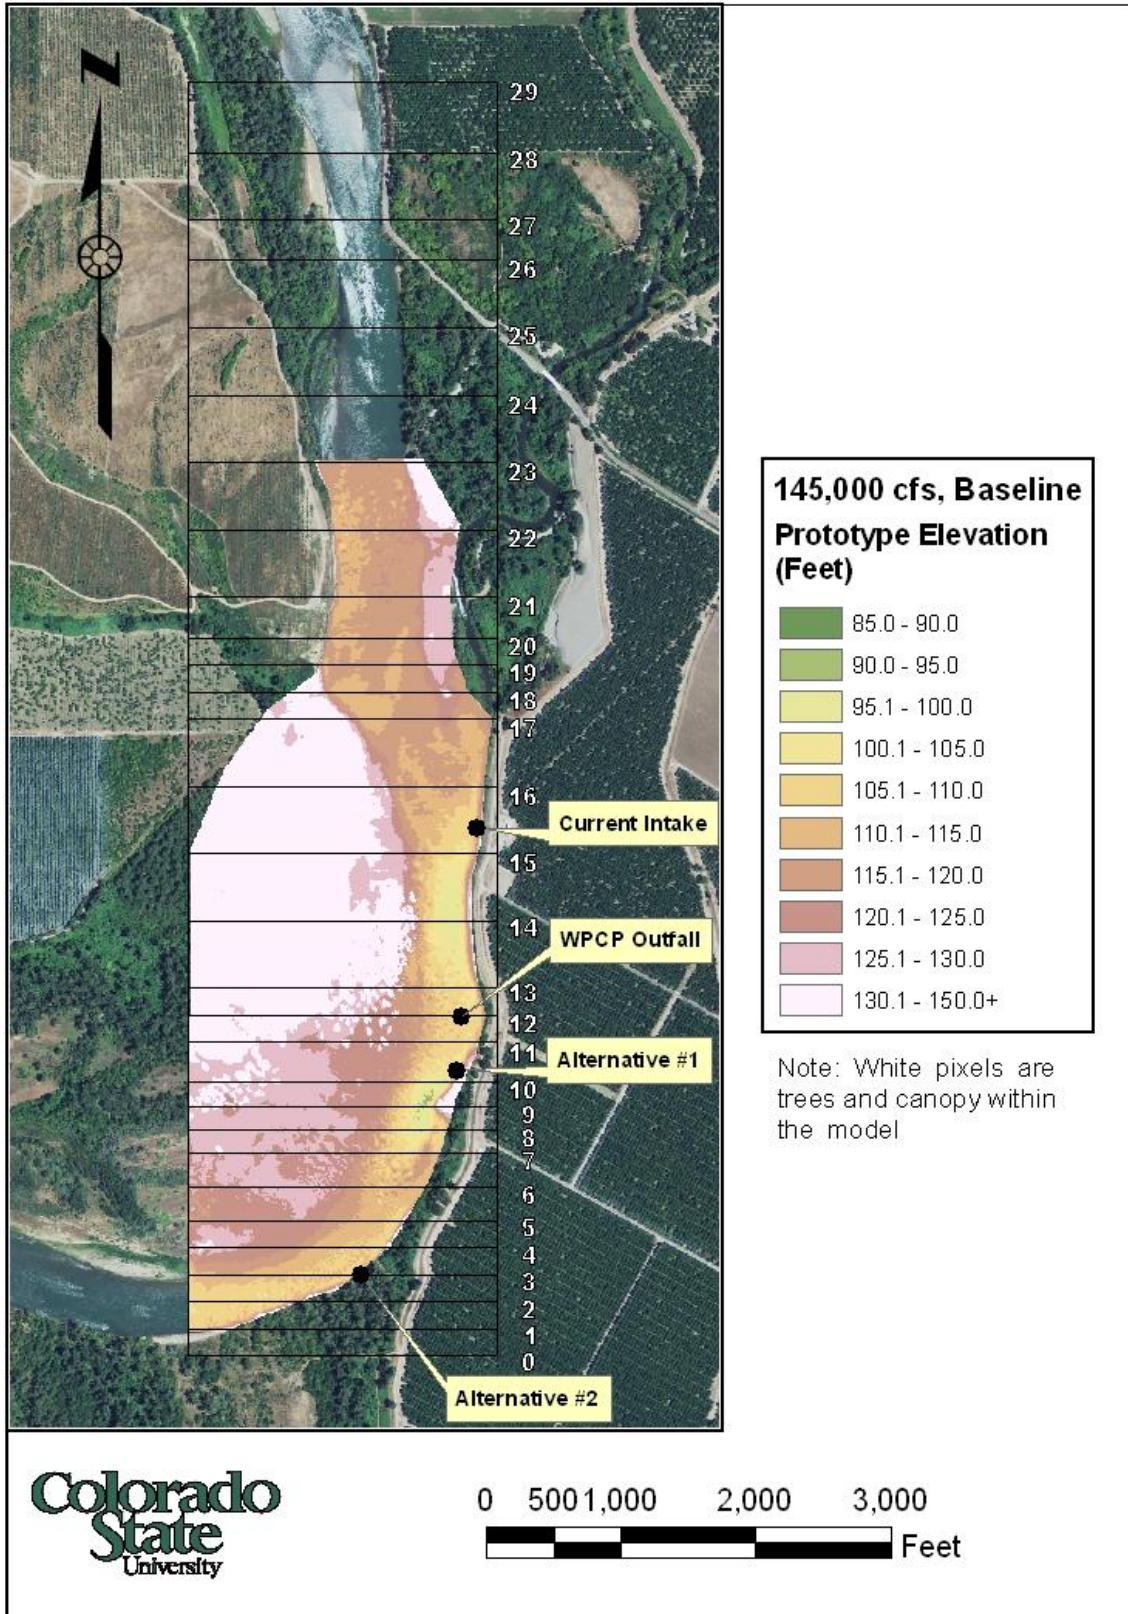 N
29
28
27
26
25
24
23
22
21
20
19
18
17
16
Current Intake
15
14
WPCP Outfall
13
12
11
Alternative #1
10
9
8
7
6
5
4
3
2
1
0
Alternative #2
145,000 cfs, Baseline
Prototype Elevation
(Feet)
85.0 - 90.0
90.0 - 95.0
95.1 - 100.0
100.1 - 105.0
105.1 - 110.0
110.1 - 115.0
115.1 - 120.0
120.1 - 125.0
125.1 - 130.0
130.1 - 150.0+
Note: White pixels are
trees and canopy within
the model
Colorado
State
University
0 500 1,000 2,000 3,000
Feet